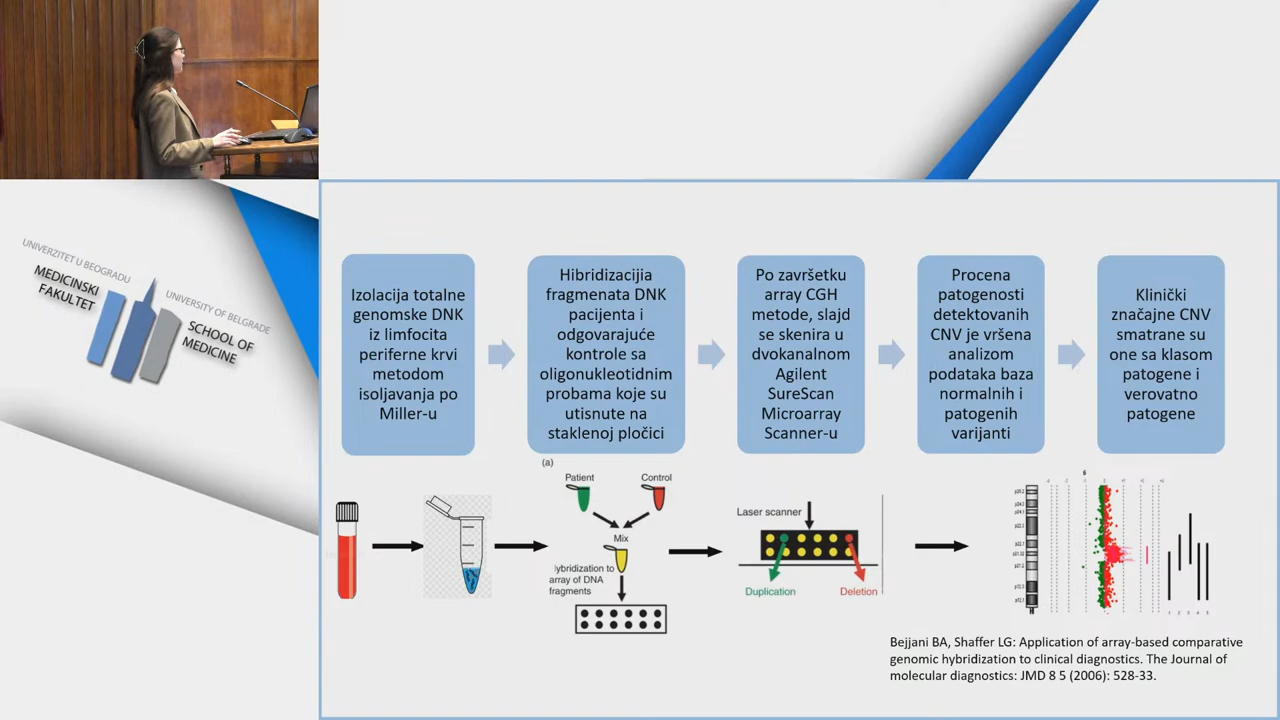 UNIVERZITET U BEOGRADU
MEDICINSKI
FAKULTET
UNIVERSITY OF BELGRADE
SCHOOL OF
MEDICINE
Izolacija totalne
genomske DNK
iz limfocita
periferne krvi
metodom
isoljavanja po
Miller-u
Hibridizacija
fragmenata DNK
pacijenta i
odgovarajuće
kontrole sa
oligonukleotidnim
probama koje su
utisnute na
staklenoj pločici
Po završetku
array CGH
metode, slajd
se skenira u
dvokanalnom
Agilent
SureScan
Microarray
Scanner-u
Procena
patogenosti
detektovanih
CNV je vršena
analizom
podataka baza
normalnih i
patogenih
varijanti
Klinički
značajne CNV
smatrane su
one sa klasom
patogene i
verovatno
patogene
(a)
Patient
Control
Mix
ybridization to
array of DNA
fragments
Laser scanner
Duplication
Deletion
6
Bejjani BA, Shaffer LG: Application of array-based comparative
genomic hybridization to clinical diagnostics. The Journal of
molecular diagnostics: JMD 8 5 (2006): 528-33.